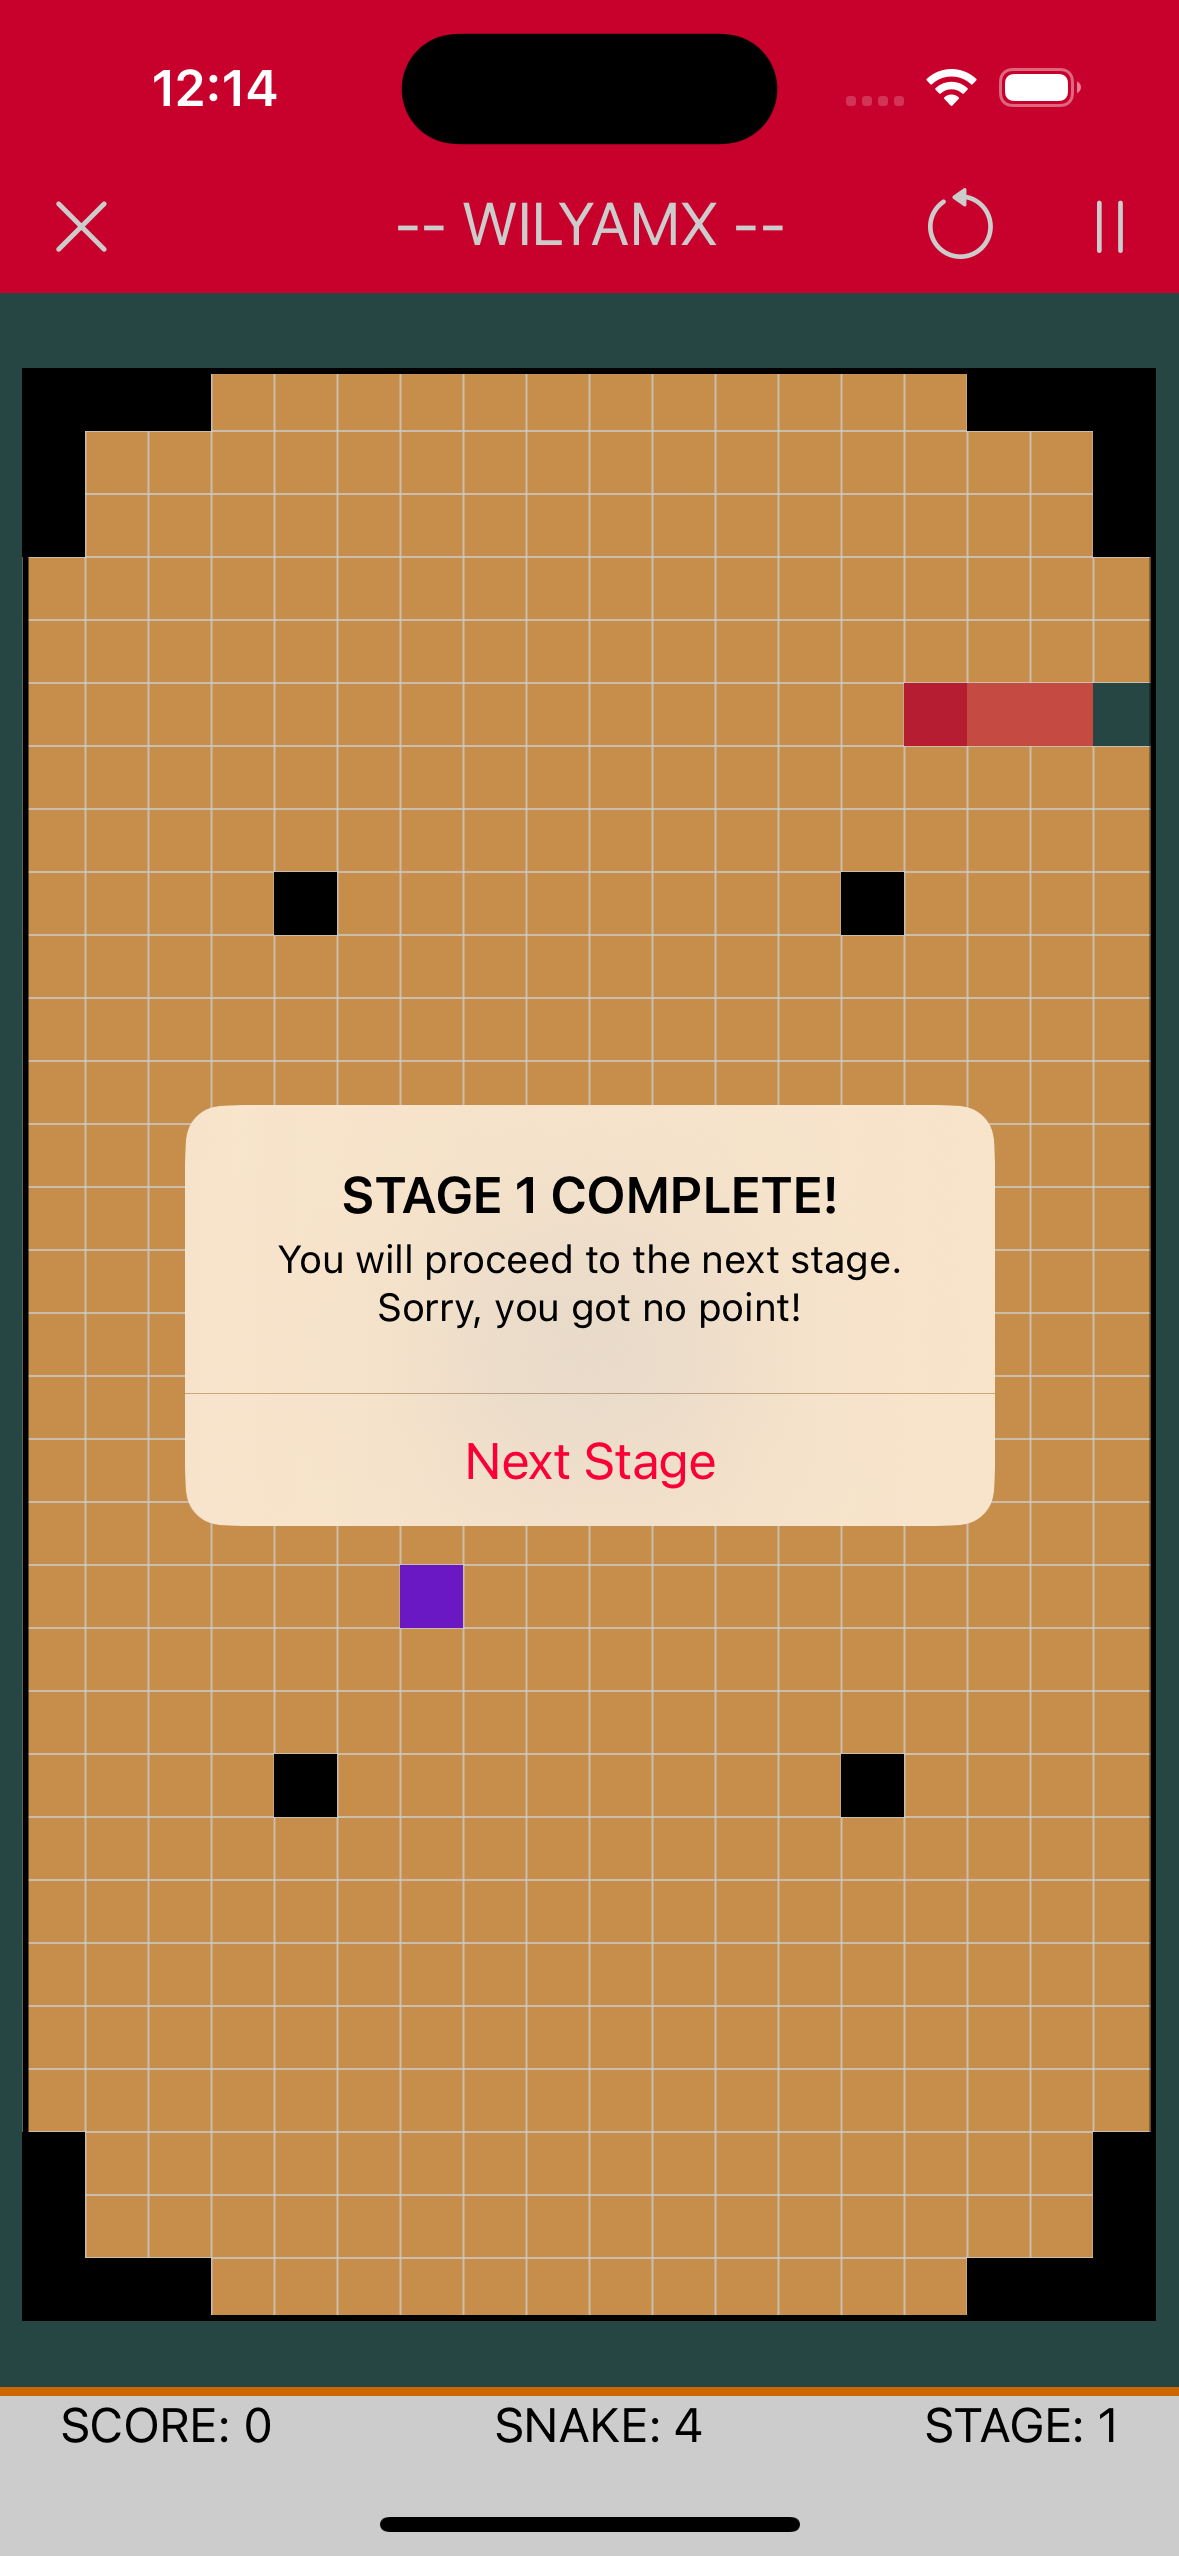 12:14
-- WILYAMX --
STAGE 1 COMPLETE!
You will proceed to the next stage.
Sorry, you got no point!
Next Stage
SCORE: 0 SNAKE: 4 STAGE: 1